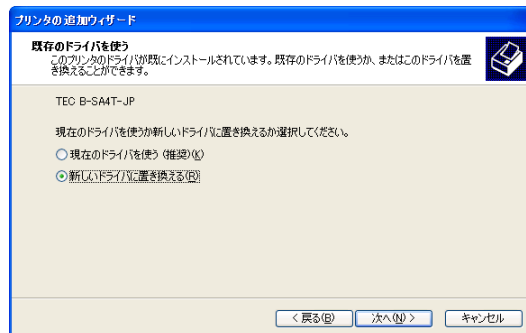 プリンタの追加ウィザード
既存のドライバを使う
このプリンタのドライバが既にインストールされています。既存のドライバを使うか、またはこのドライバを置
き換えることができます。
TEC B-SA4T-JP
現在のドライバを使うか新しいドライバに置き換えるか選択してください。
現在のドライバを使う (推奨)(K)
新しいドライバに置き換える(R)
< 戻る(B)
次へ(N) >
キャンセル